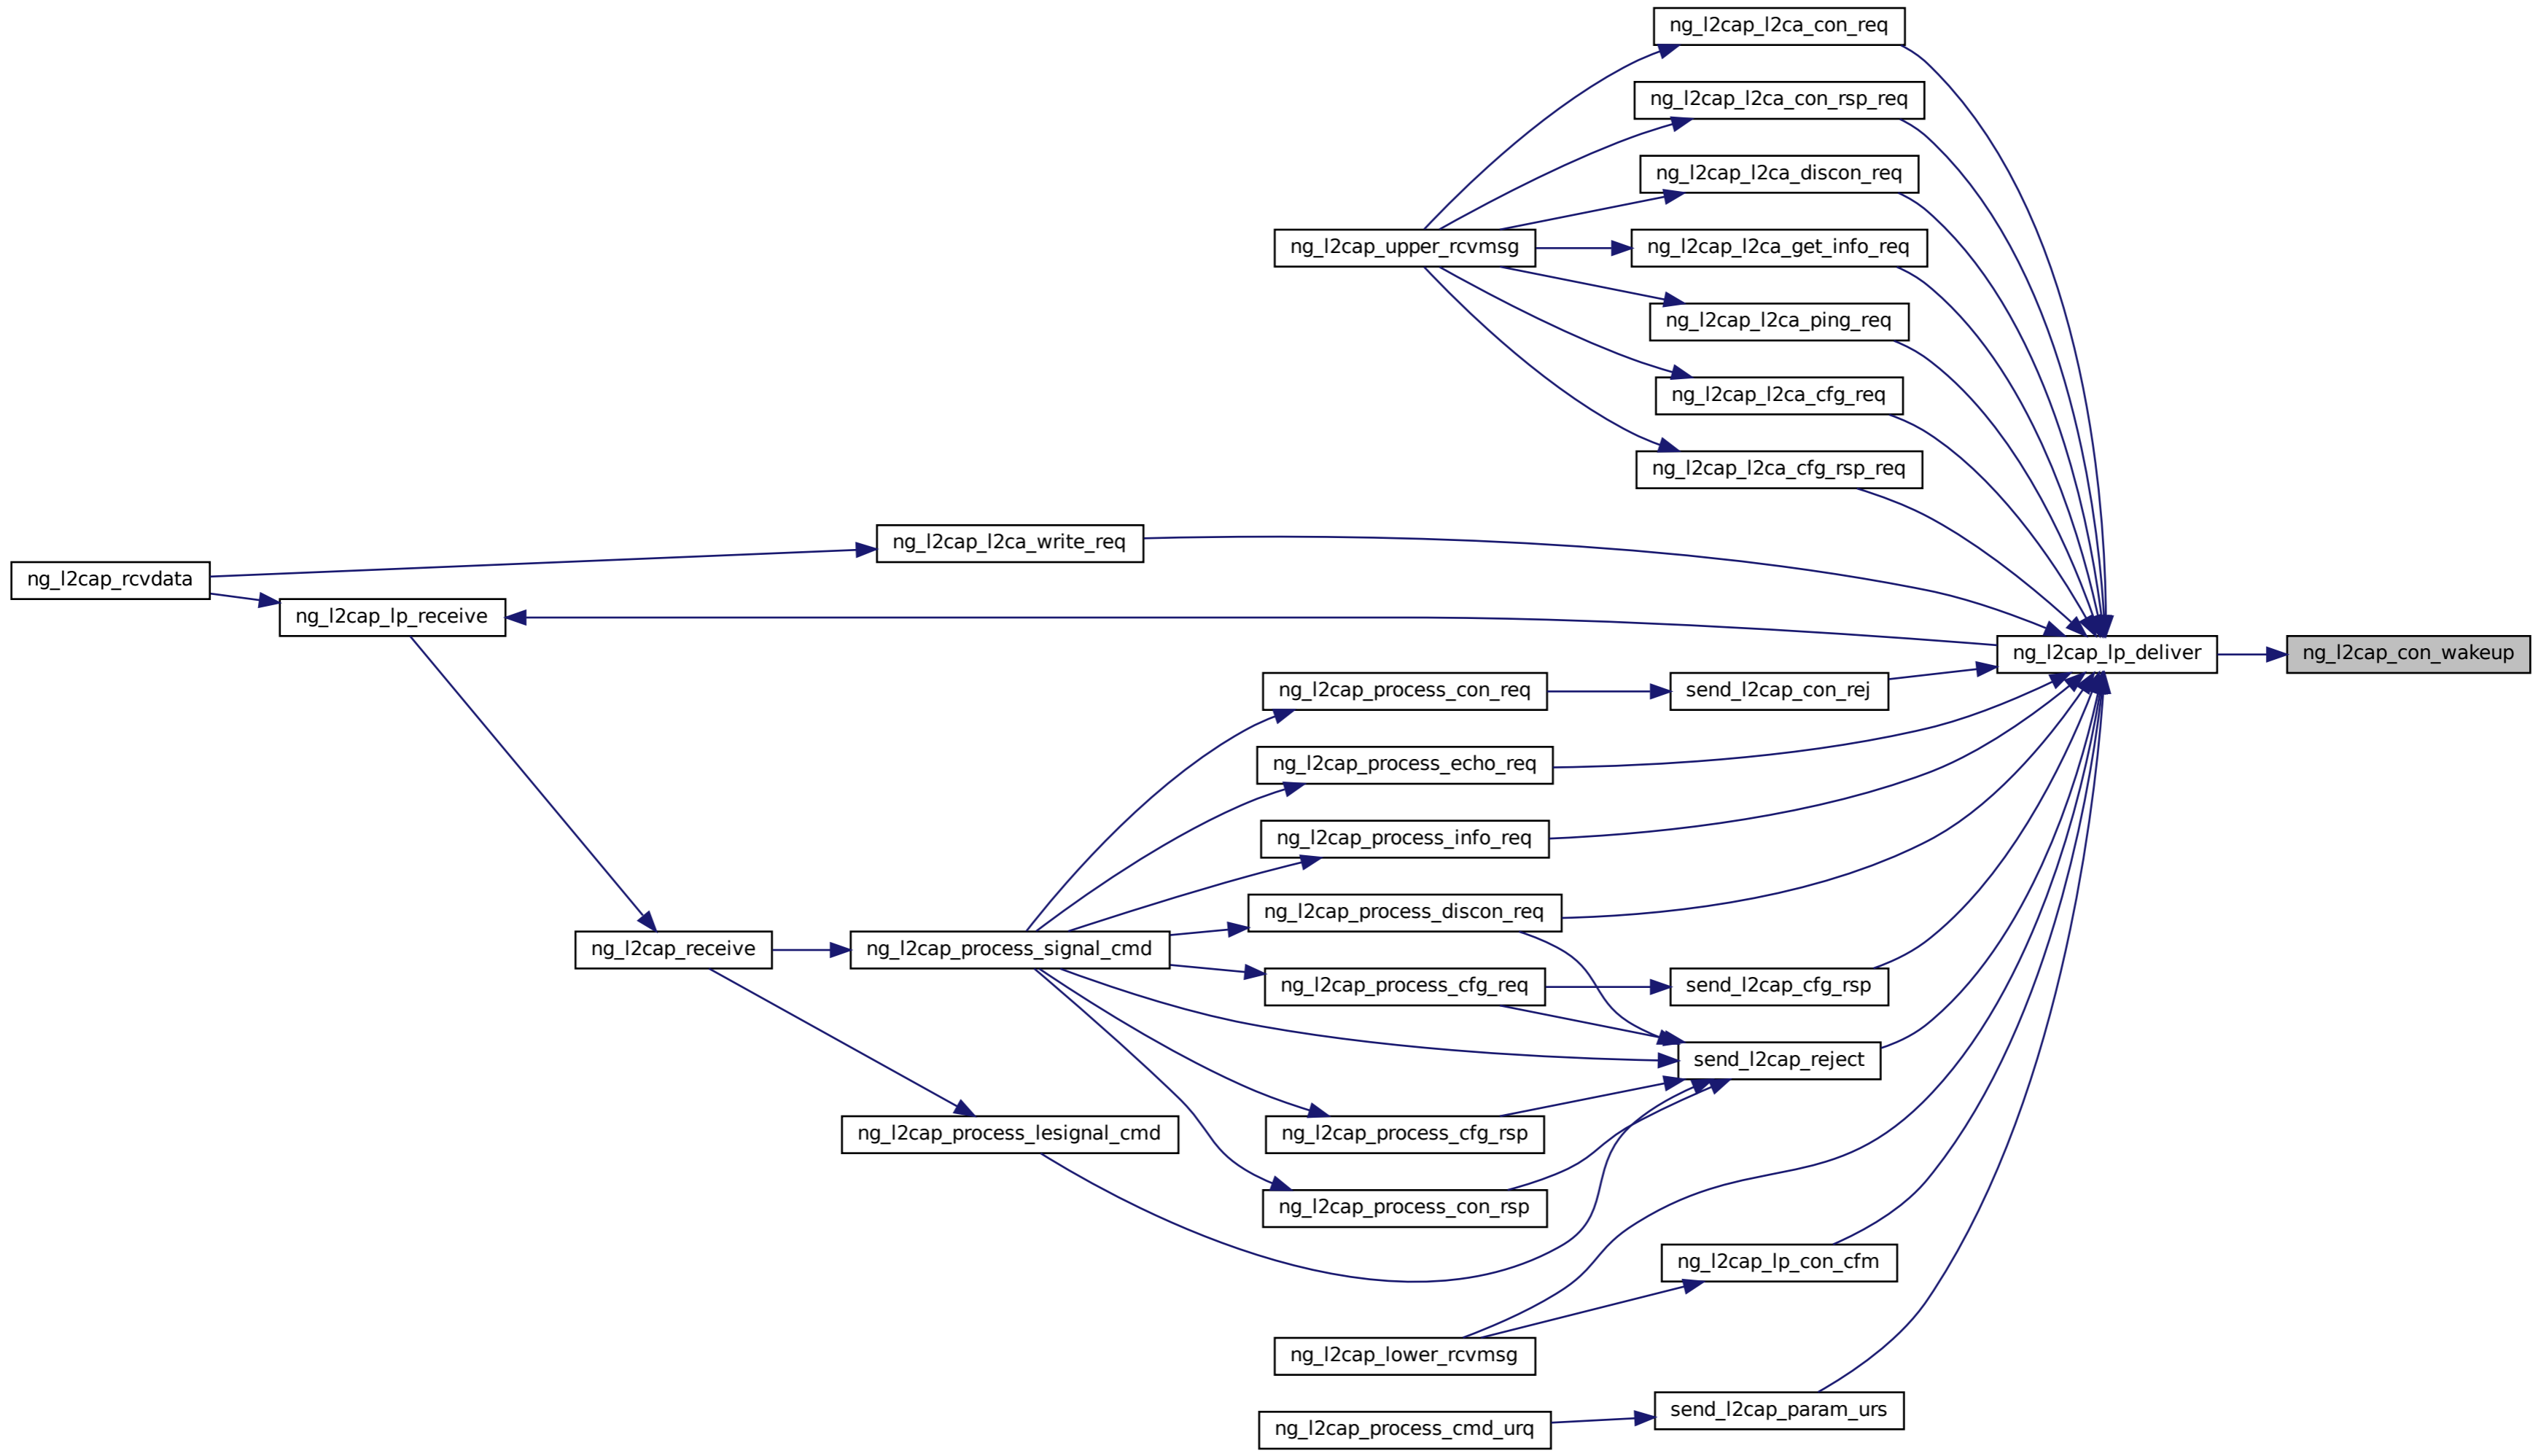 ng_l2cap_l2ca_con_req
ng_l2cap_l2ca_con_rsp_req
ng_l2cap_l2ca_discon_req
ng_l2cap_upper_rcvmsg
ng_l2cap_l2ca_get_info_req
ng_l2cap_l2ca_ping_req
ng_l2cap_l2ca_cfg_req
ng_l2cap_l2ca_cfg_rsp_req
ng_l2cap_l2ca_write_req
ng_l2cap_rcvdata
ng_l2cap_lp_receive
ng_l2cap_lp_deliver
ng_l2cap_con_wakeup
ng_l2cap_process_con_req
send_l2cap_con_rej
ng_l2cap_process_echo_req
ng_l2cap_process_info_req
ng_l2cap_process_discon_req
ng_l2cap_receive
ng_l2cap_process_signal_cmd
ng_l2cap_process_cfg_req
send_l2cap_cfg_rsp
send_l2cap_reject
ng_l2cap_process_lesignal_cmd
ng_l2cap_process_cfg_rsp
ng_l2cap_process_con_rsp
ng_l2cap_lp_con_cfm
ng_l2cap_lower_rcvmsg
send_l2cap_param_urs
ng_l2cap_process_cmd_urq